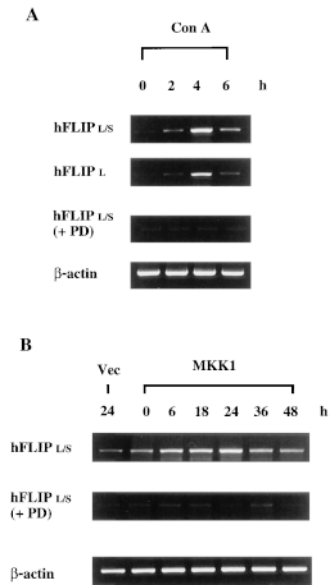 A
Con A
0 2 4 6 h
hFLIP L/S
hFLIP L
hFLIP L/S
(+ PD)
β-actin
B
Vec MKK1
24 0 6 18 24 36 48 h
hFLIP L/S
hFLIP L/S
(+ PD)
β-actin